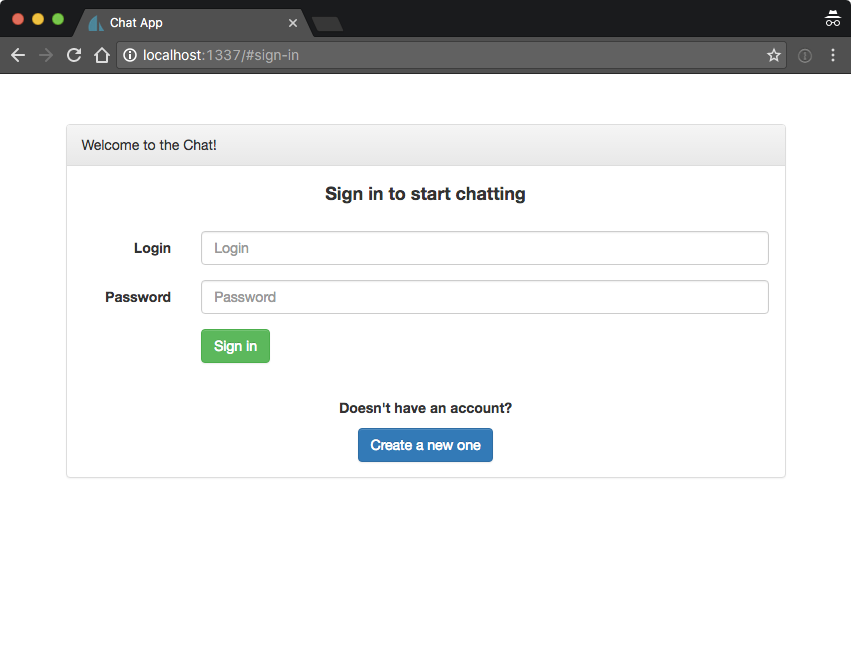 Chat App
localhost:1337/#sign-in
Welcome to the Chat!
Sign in to start chatting
Login Login
Password Password
Sign in
Doesn't have an account?
Create a new one